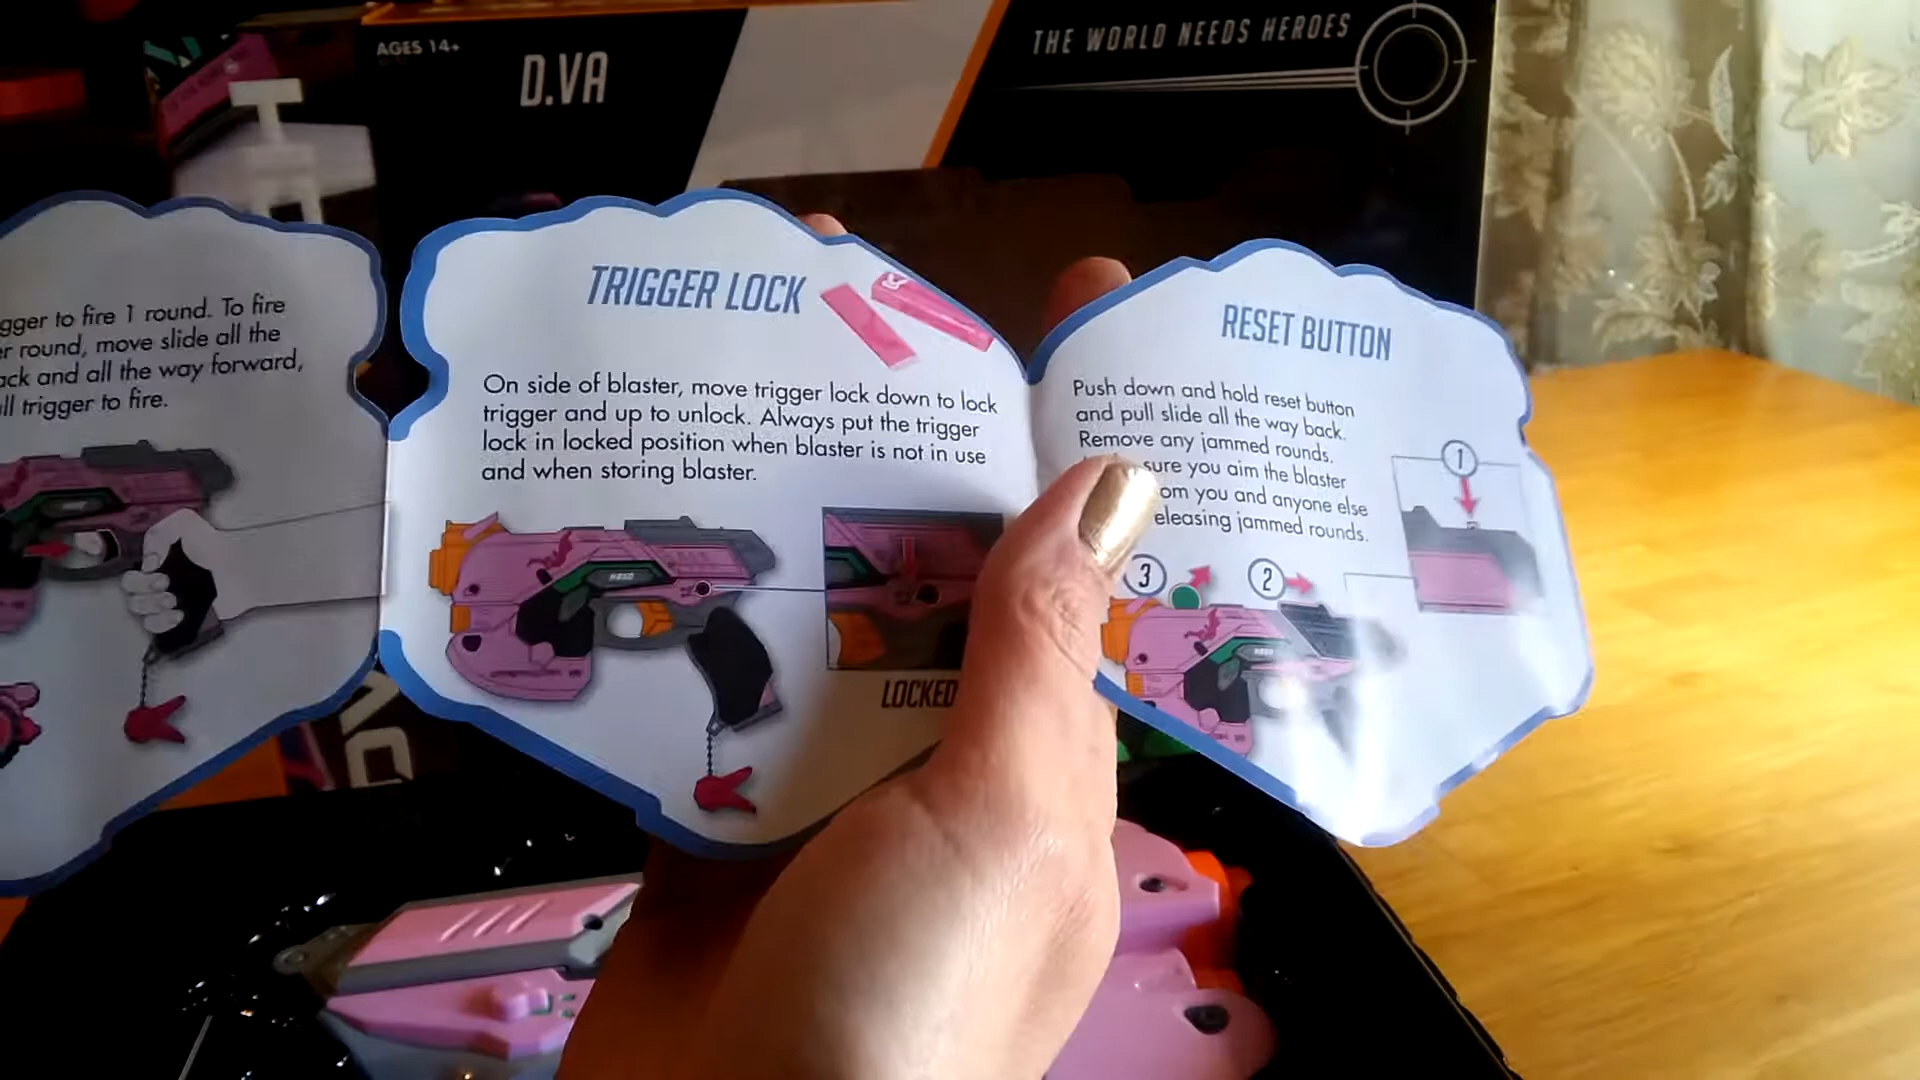 AGES 14+
D.VA
THE WORLD NEEDS HEROES
to fire 1 round. To fire
round, move slide all the
and all the way forward,
trigger to fire.
TRIGGER LOCK
On side of blaster, move trigger lock down to lock
trigger and up to unlock. Always put the trigger
lock in locked position when blaster is not in use
and when storing blaster.
LOCKED
RESET BUTTON
Push down and hold reset button
and pull slide all the way back.
Remove any jammed rounds.
sure you aim the blaster
you and anyone else
jammed rounds.
1
3
2